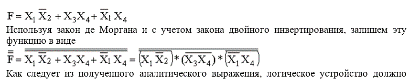 F = X₁ X̅₂ + X₃X₄ + X̅₁ X₄
Используя закон де Моргана и с учетом закона двойного инвертирования, запишем эту
функцию в виде
F̿ = X₁ X̅₂ + X₃X₄ + X̅₁ X₄ = (X₁ X̅₂) * (X₃X₄) * (X̅₁ X₄)
Как следует из полученного аналитического выражения, логическое устройство должно